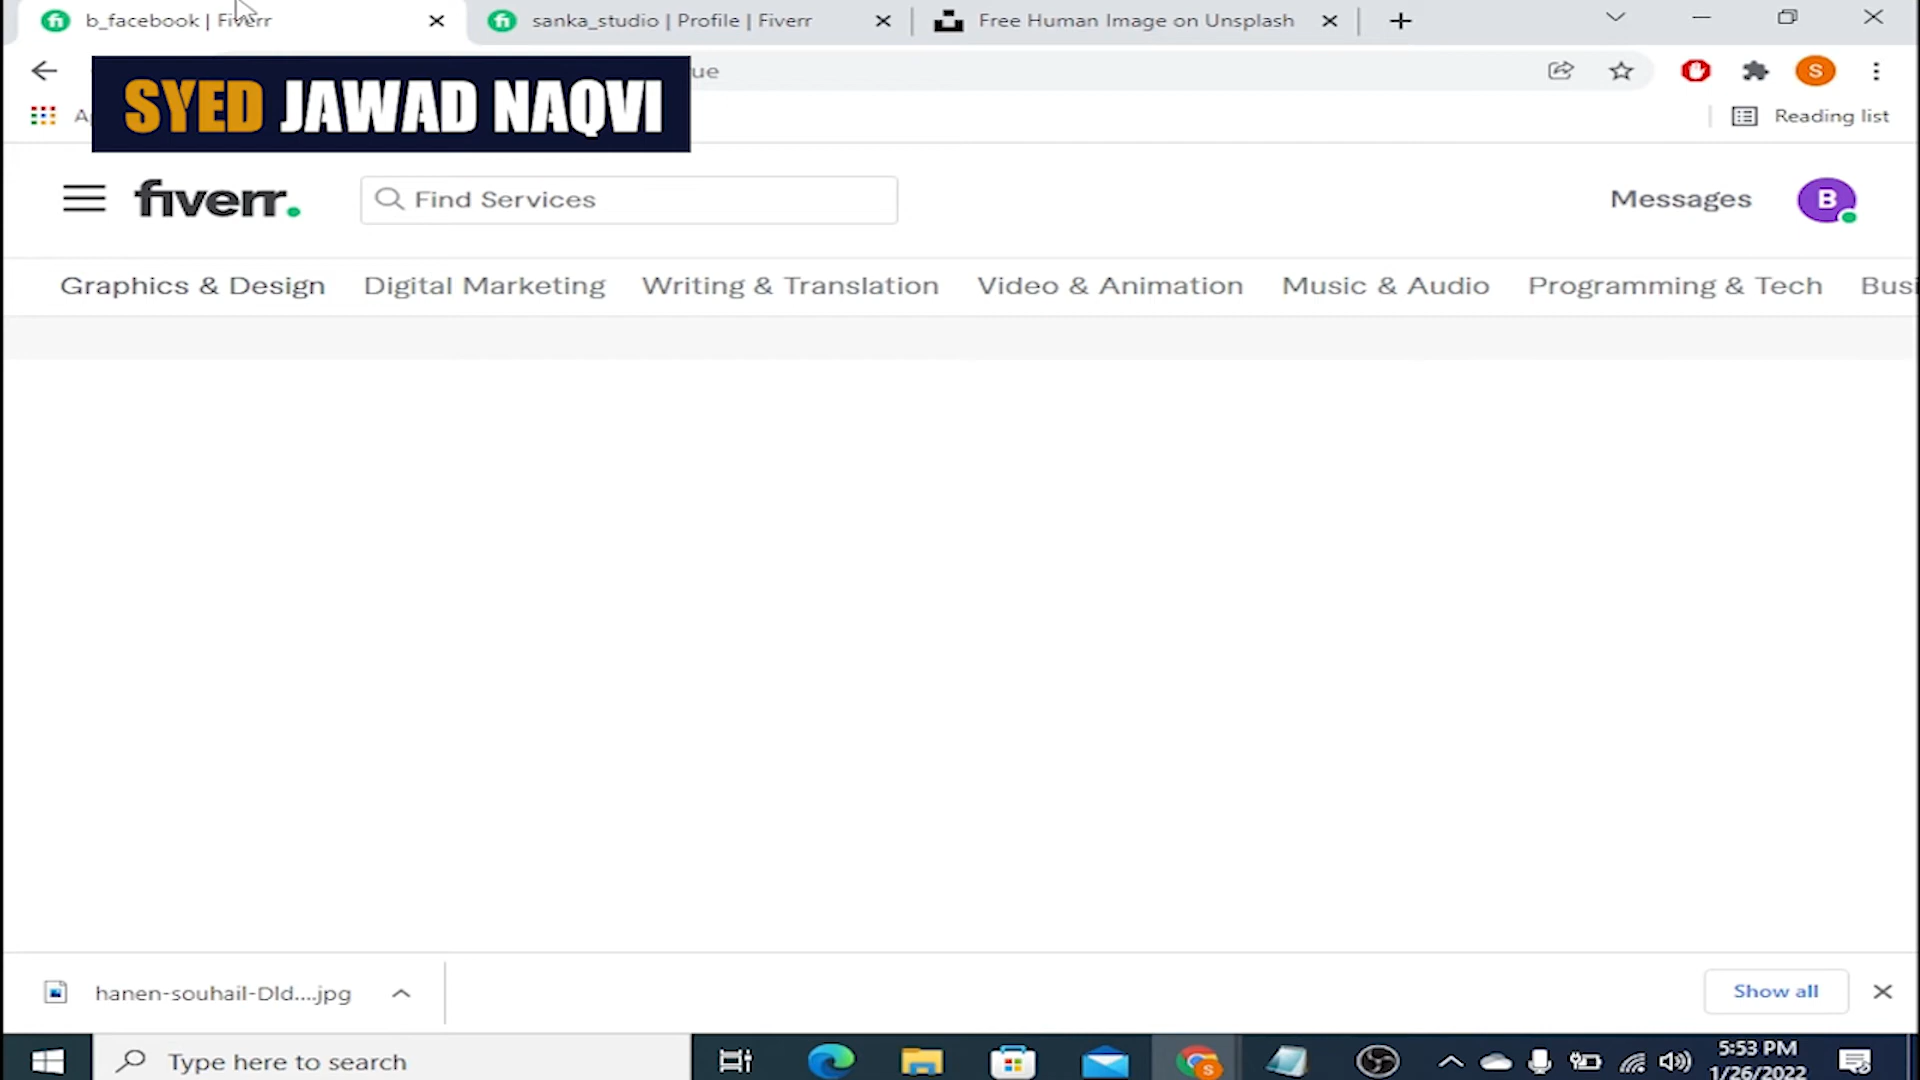 b_facebook | Fiverr
sanka_studio | Profile | Fiverr
Free Human Image on Unsplash
SYED JAWAD NAQVI
ue
S
Reading list
fiverr.
Find Services
Messages
B
Graphics & Design
Digital Marketing
Writing & Translation
Video & Animation
Music & Audio
Programming & Tech
Busi
hanen-souhail-Dld....jpg
Show all
Type here to search
S
5:53 PM
1/26/2022